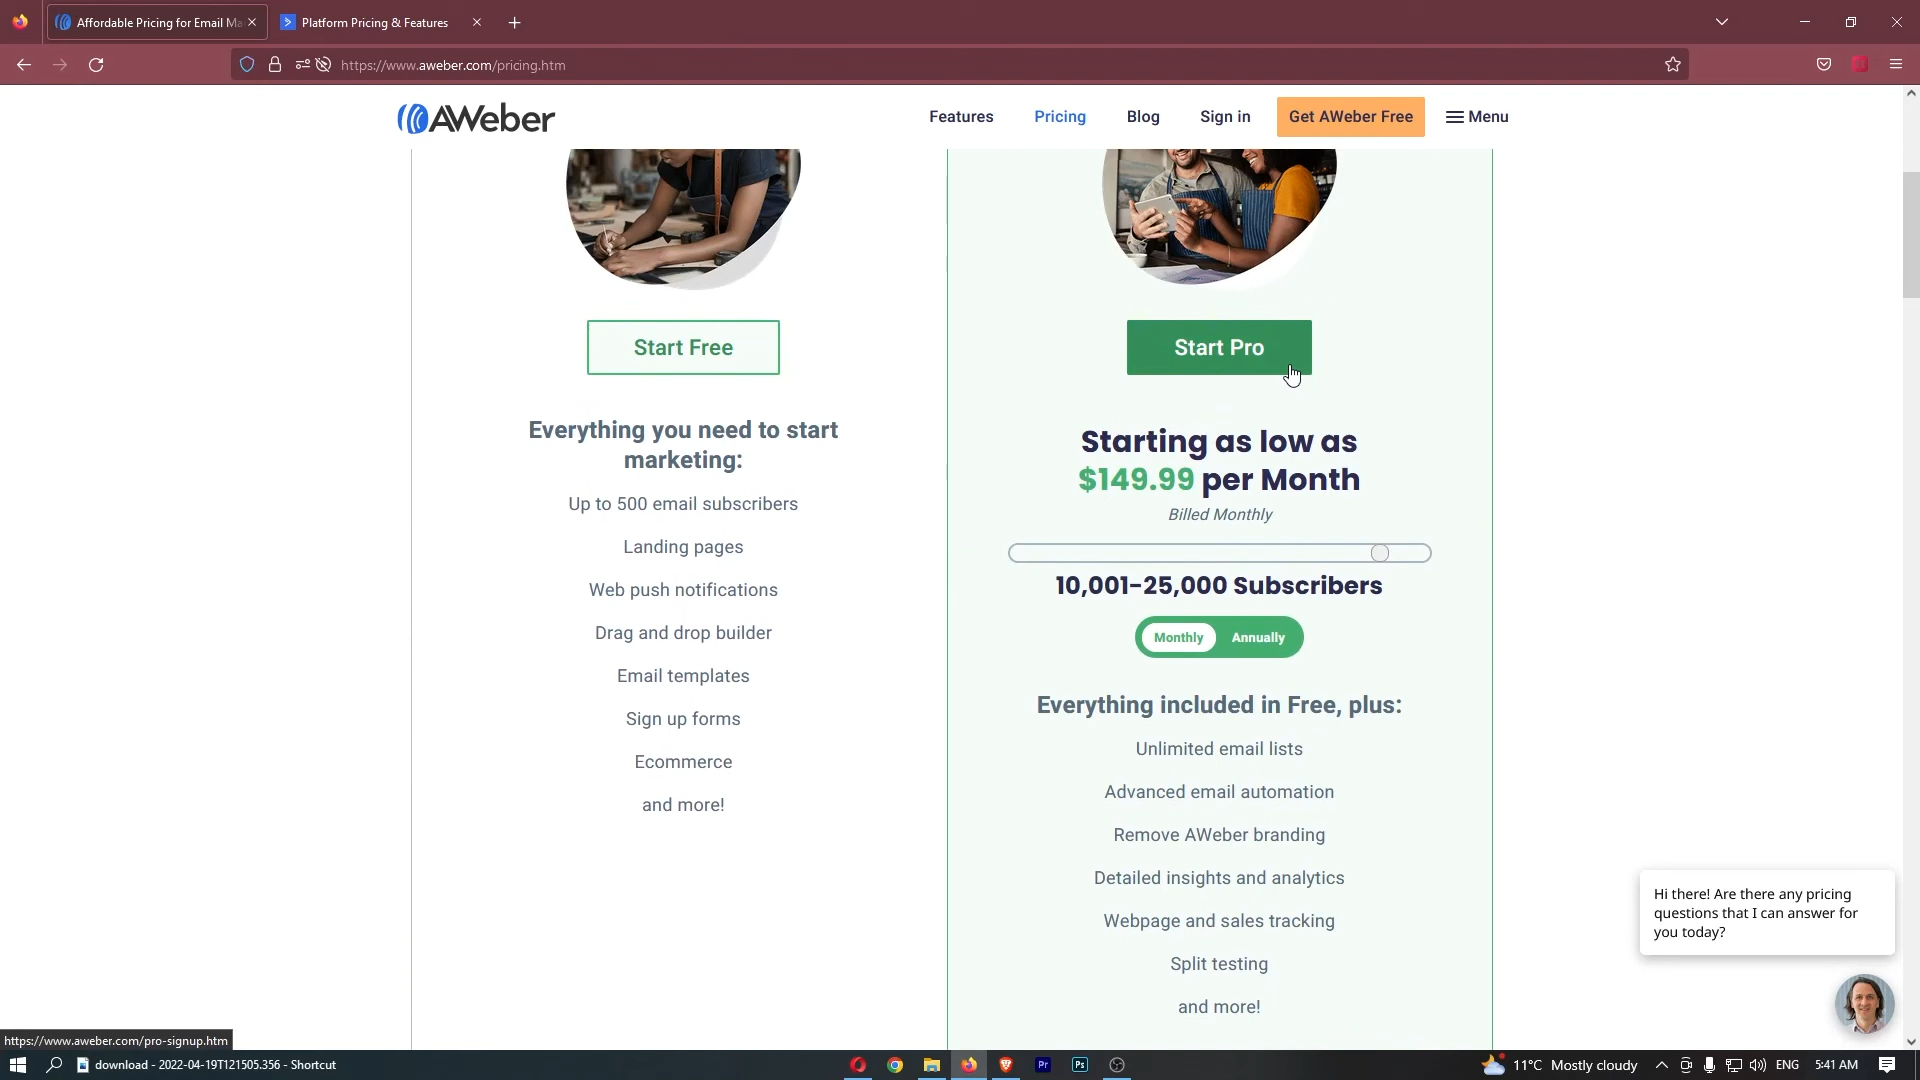 Affordable Pricing for Email Ma
Platform Pricing & Features
https://www.aweber.com/pricing.htm
AWeber
Features
Pricing
Blog
Sign in
Get AWeber Free
Menu
Start Free
Everything you need to start
marketing:
Up to 500 email subscribers
Landing pages
Web push notifications
Drag and drop builder
Email templates
Sign up forms
Ecommerce
and more!
Start Pro
Starting as low as
$149.99 per Month
Billed Monthly
10,001-25,000 Subscribers
Monthly
Annually
Everything included in Free, plus:
Unlimited email lists
Advanced email automation
Remove AWeber branding
Detailed insights and analytics
Webpage and sales tracking
Split testing
and more!
Hi there! Are there any pricing
questions that I can answer for
you today?
https://www.aweber.com/pro-signup.htm
download - 2022-04-19T121505.356 - Shortcut
Pr
Ps
11°C Mostly cloudy
ENG
5:41 AM